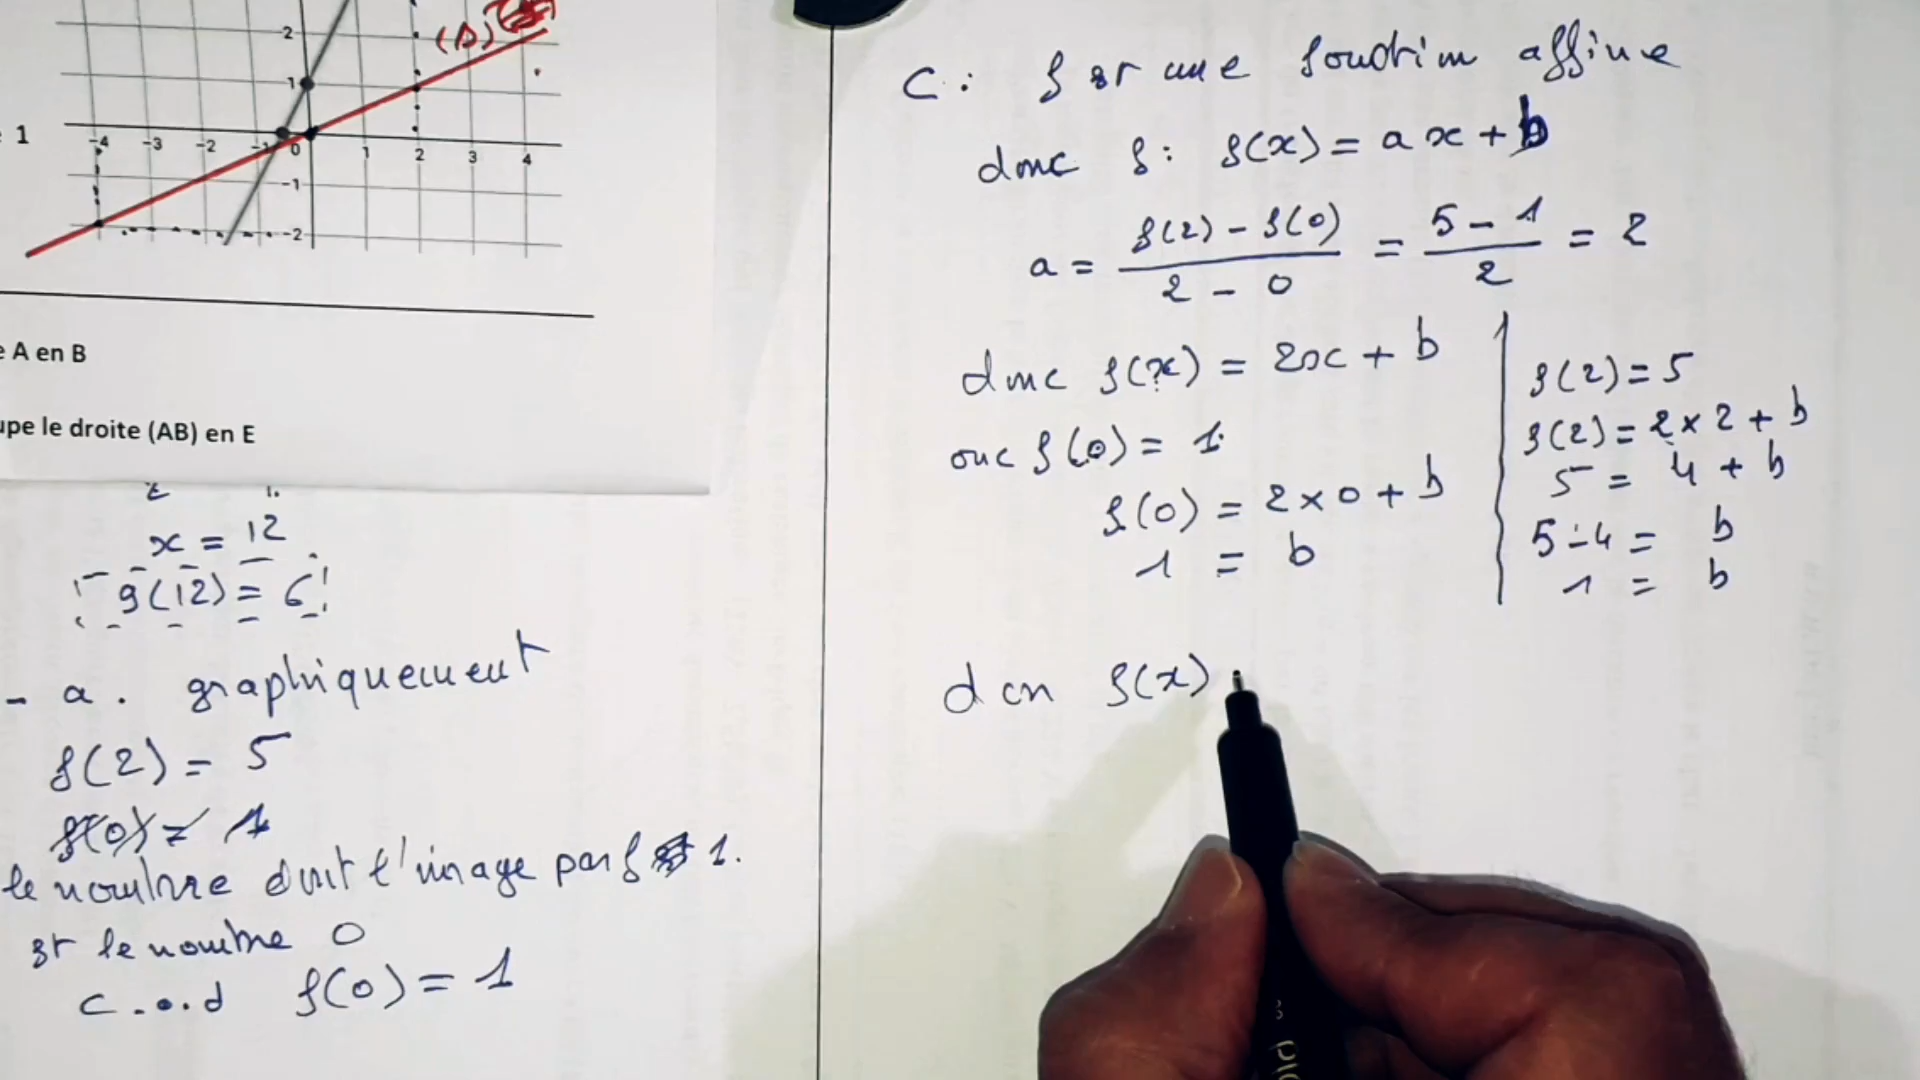 2
(Δ)
1
1
-4 -3 -2 -1 0 1 2 3 4
-1
-2
e A en B
upe le droite (AB) en E
x = 12
g(12) = 6
- a. graphiquement
f(2) = 5
f(0) = 1
le nombre dont l'image par f 1.
est le nombre 0
c.a.d f(0) = 1
C: f est une fonction affine
donc f: f(x) = ax + b
a = f(2) - f(0) / 2 - 0 = 5 - 1 / 2 = 2
donc f(x) = 2x + b
onc f(0) = 1
f(0) = 2 × 0 + b
1 = b
f(2) = 5
f(2) = 2 × 2 + b
5 = 4 + b
5 - 4 = b
1 = b
don f(x)